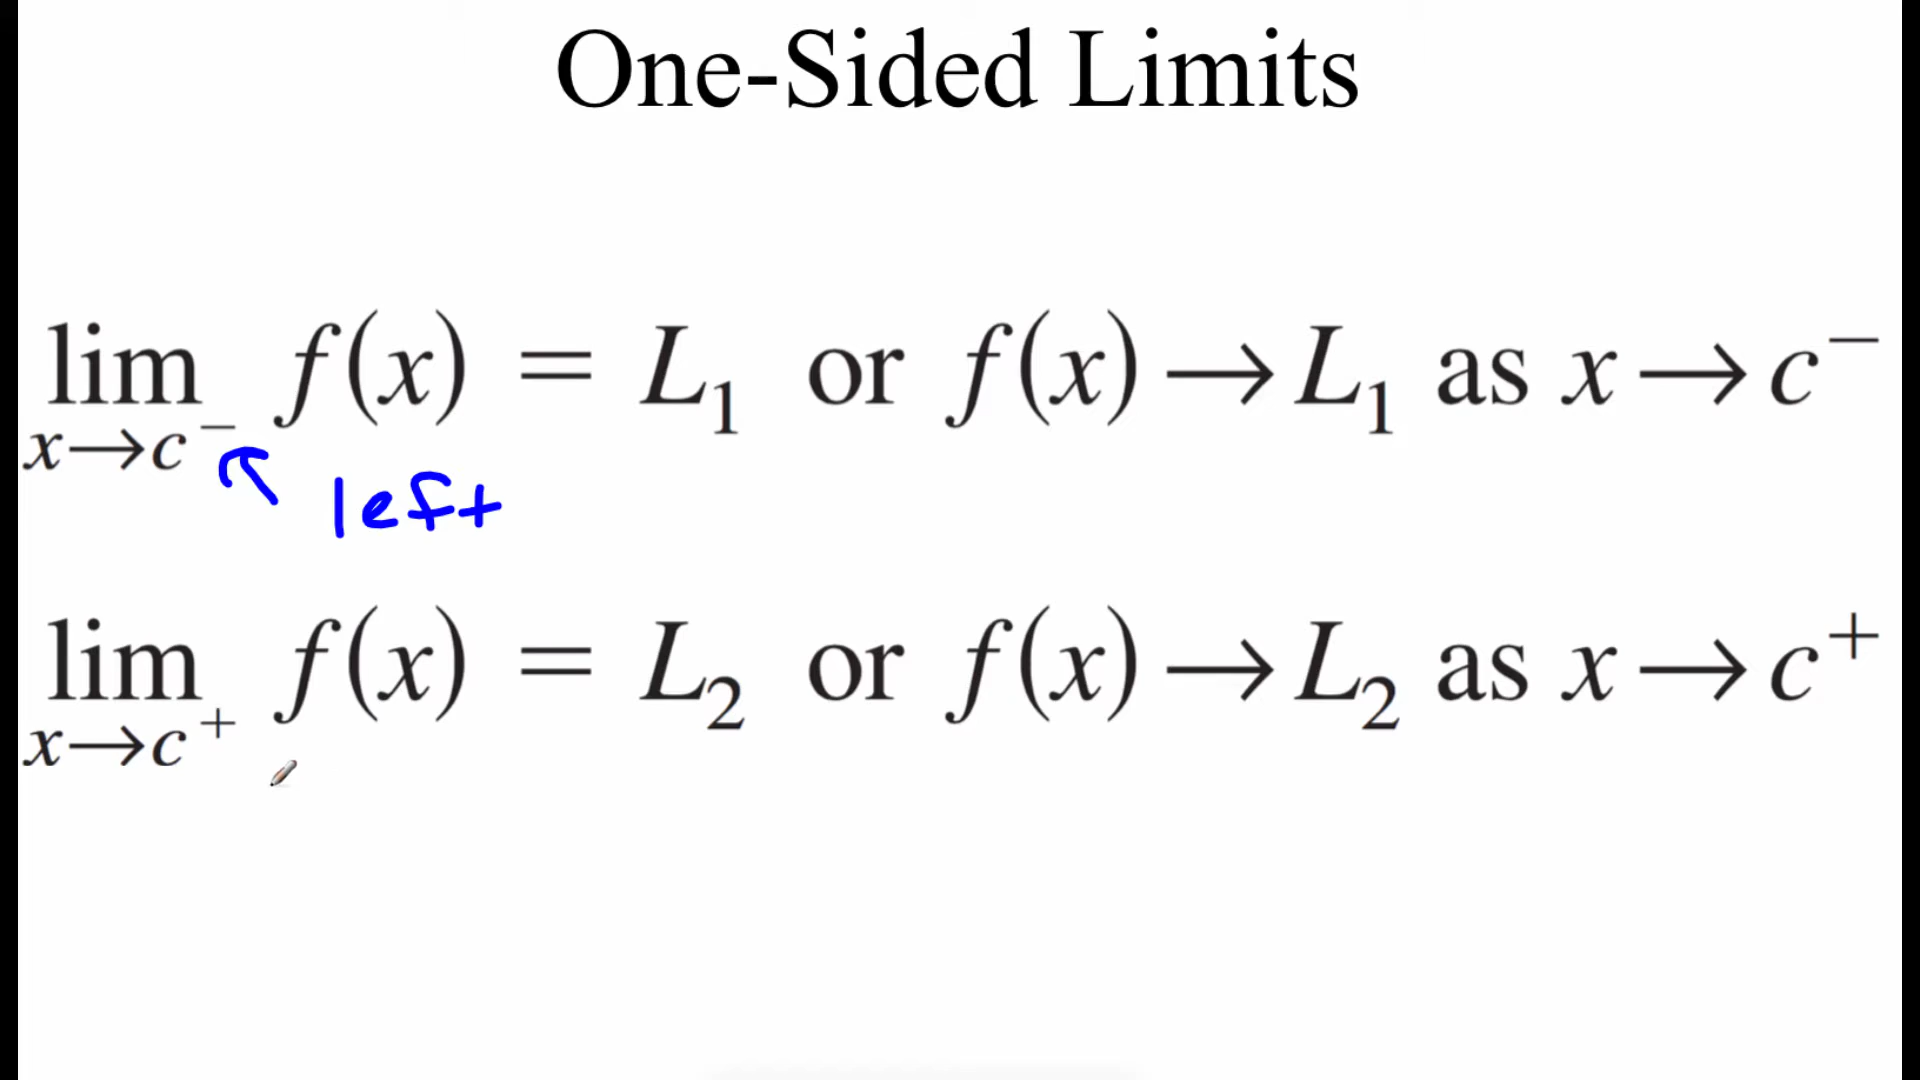 One-Sided Limits
lim x→c⁻ f(x) = L₁ or f(x)→L₁ as x→c⁻
left
lim x→c⁺ f(x) = L₂ or f(x)→L₂ as x→c⁺